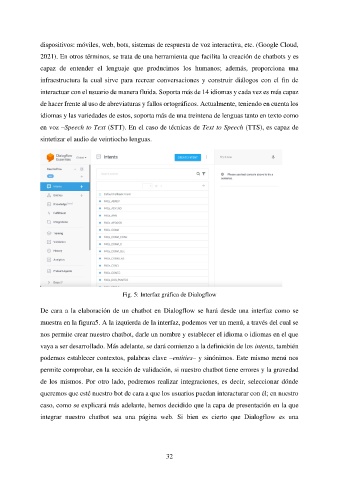 dispositivos: móviles, web, bots, sistemas de respuesta de voz interactiva, etc. (Google Cloud,
2021). En otros términos, se trata de una herramienta que facilita la creación de chatbots y es
capaz de entender el lenguaje que producimos los humanos; además, proporciona una
infraestructura la cual sirve para recrear conversaciones y construir diálogos con el fin de
interactuar con el usuario de manera fluida. Soporta más de 14 idiomas y cada vez es más capaz
de hacer frente al uso de abreviaturas y fallos ortográficos. Actualmente, teniendo en cuenta los
idiomas y las variedades de estos, soporta más de una treintena de lenguas tanto en texto como
en voz –Speech to Text (STT). En el caso de técnicas de Text to Speech (TTS), es capaz de
sintetizar el audio de veintiocho lenguas.
Dialogflow
Essentials
Intents
Fig. 5: Interfaz gráfica de Dialogflow
De cara a la elaboración de un chatbot en Dialogflow se hará desde una interfaz como se
muestra en la figura5. A la izquierda de la interfaz, podemos ver un menú, a través del cual se
nos permite crear nuestro chatbot, darle un nombre y establecer el idioma o idiomas en el que
vaya a ser desarrollado. Más adelante, se dará comienzo a la definición de los intents, también
podemos establecer contextos, palabras clave –entities– y sinónimos. Este mismo menú nos
permite comprobar, en la sección de validación, si nuestro chatbot tiene errores y la gravedad
de los mismos. Por otro lado, podremos realizar integraciones, es decir, seleccionar dónde
queremos que esté nuestro bot de cara a que los usuarios puedan interactuar con él; en nuestro
caso, como se explicará más adelante, hemos decidido que la capa de presentación en la que
integrar nuestro chatbot sea una página web. Si bien es cierto que Dialogflow es una
32